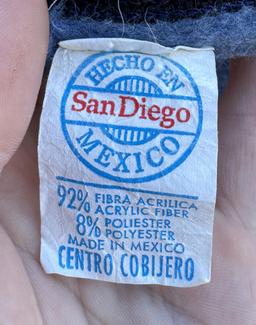 HECHO EN
San Diego
MEXICO
92% FIBRA ACRILICA
ACRYLIC FIBER
8% POLIESTER
POLYESTER
MADE IN MEXICO
CENTRO COBIJERO